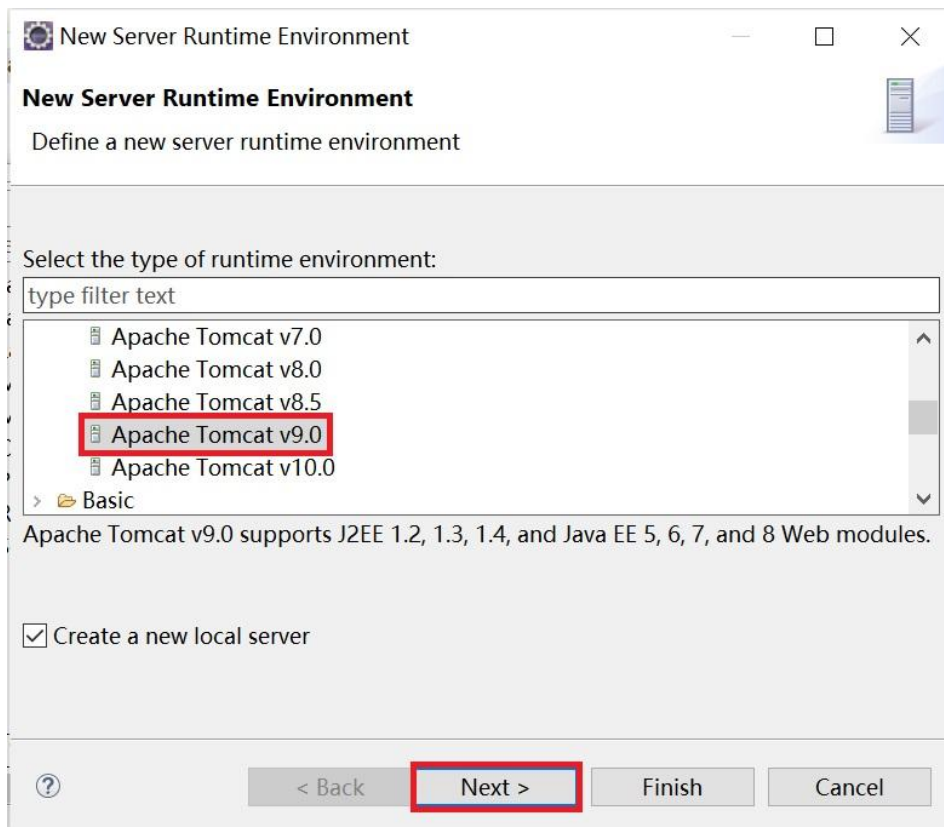 New Server Runtime Environment
New Server Runtime Environment
Define a new server runtime environment
Select the type of runtime environment:
type filter text
Apache Tomcat v7.0
Apache Tomcat v8.0
Apache Tomcat v8.5
Apache Tomcat v9.0
Apache Tomcat v10.0
Basic
Apache Tomcat v9.0 supports J2EE 1.2, 1.3, 1.4, and Java EE 5, 6, 7, and 8 Web modules.
Create a new local server
< Back Next > Finish Cancel